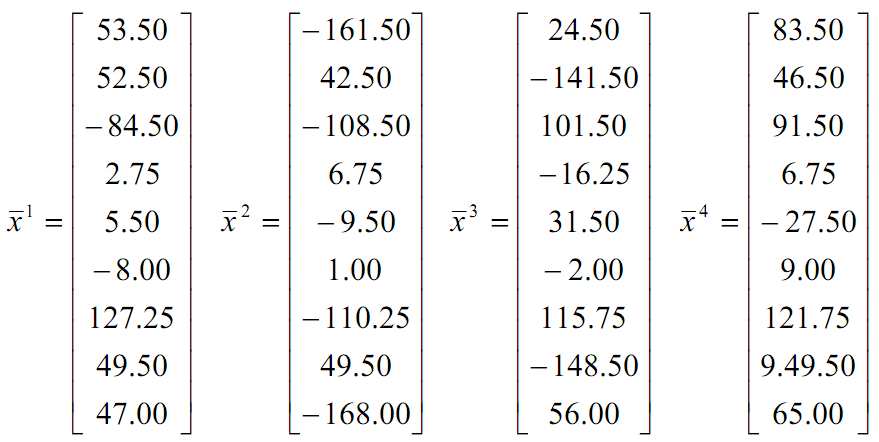 53.50 −161.50 24.50 83.50
52.50 42.50 −141.50 46.50
−84.50 −108.50 101.50 91.50
2.75 6.75 −16.25 6.75
x̅¹ = 5.50 x̅² = −9.50 x̅³ = 31.50 x̅⁴ = −27.50
−8.00 1.00 −2.00 9.00
127.25 −110.25 115.75 121.75
49.50 49.50 −148.50 9.49.50
47.00 −168.00 56.00 65.00